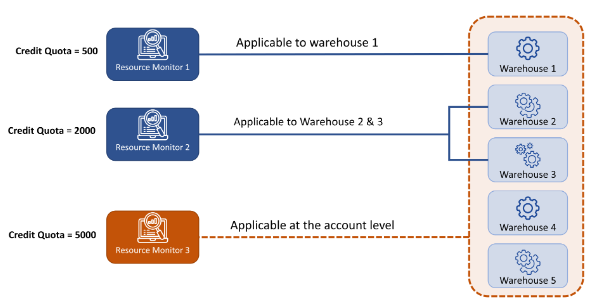 Credit Quota = 500
Resource Monitor 1
Applicable to warehouse 1
Warehouse 1
Credit Quota = 2000
Resource Monitor 2
Applicable to Warehouse 2 & 3
Warehouse 2
Warehouse 3
Credit Quota = 5000
Resource Monitor 3
Applicable at the account level
Warehouse 4
Warehouse 5